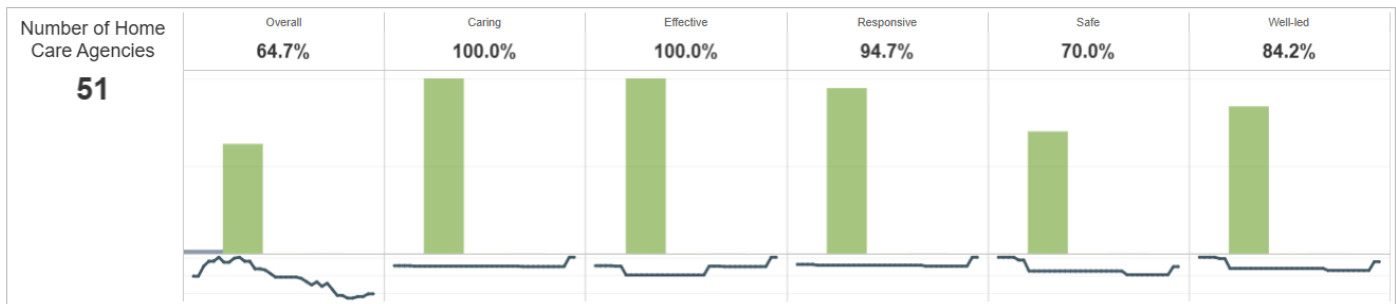 Number of Home
Care Agencies
51
Overall
64.7%
Caring
100.0%
Effective
100.0%
Responsive
94.7%
Safe
70.0%
Well-led
84.2%